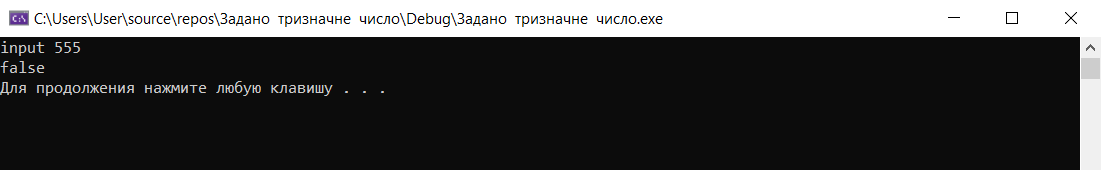 C:\Users\User\source\repos\Задано тризначне число\Debug\Задано тризначне число.exe
input 555
false
Для продолжения нажмите любую клавишу . . .